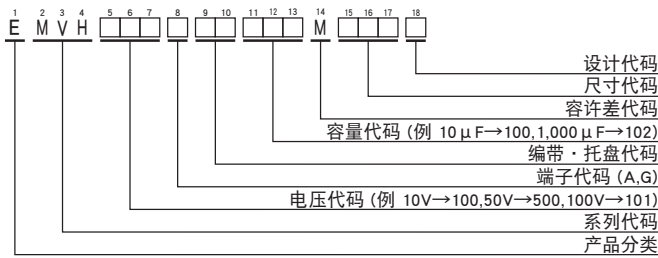 1 2 3 4 5 6 7 8 9 10 11 12 13 14 15 16 17 18
E M V H □ □ □ □ □ □ □ □ □ M □ □ □ □
设计代码
尺寸代码
容许差代码
容量代码 (例 10μF→100,1,000μF→102)
编带・托盘代码
端子代码 (A,G)
电压代码 (例 10V→100,50V→500,100V→101)
系列代码
产品分类